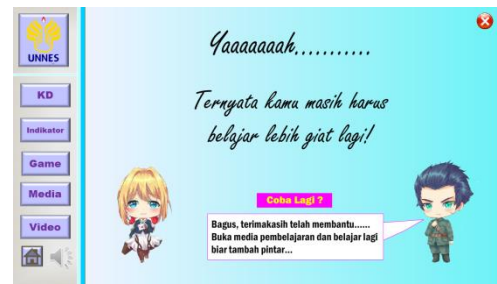 UNNES
KD
Indikator
Game
Media
Video
Yaaaaaaah...........
Ternyata kamu masih harus
belajar lebih giat lagi!
Coba Lagi ?
Bagus, terimakasih telah membantu......
Buka media pembelajaran dan belajar lagi
biar tambah pintar...